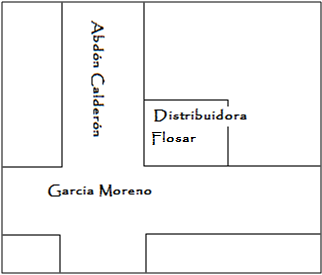 Abdón Calderón
Distribuidora
Flosar
Garcia Moreno